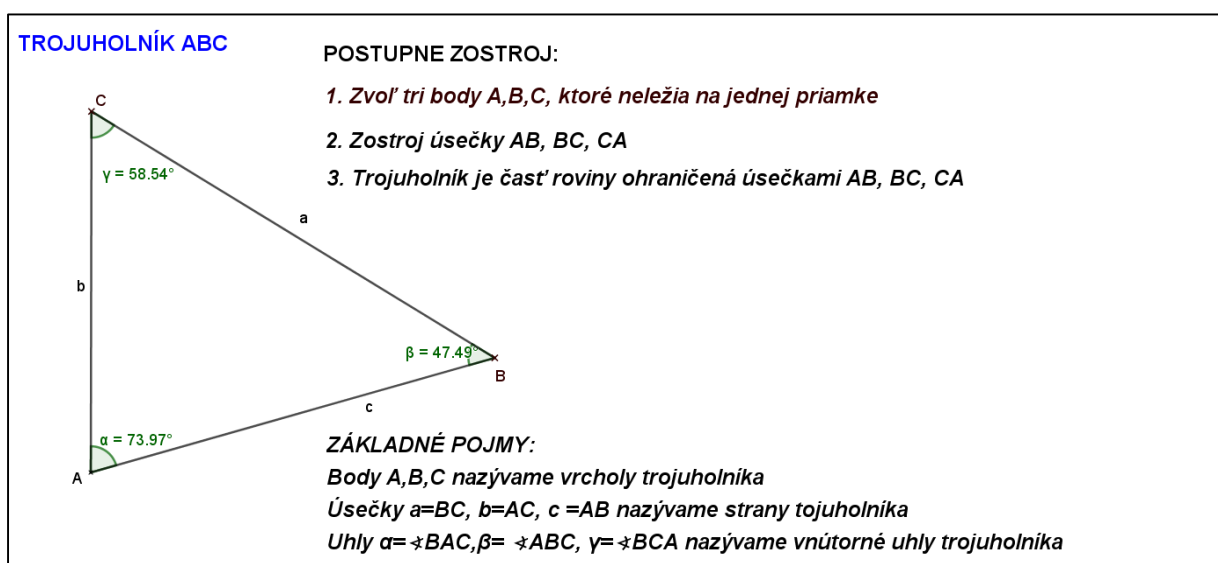 TROJUHOLNÍK ABC
POSTUPNE ZOSTROJ:
1. Zvoľ tri body A,B,C, ktoré neležia na jednej priamke
2. Zostroj úsečky AB, BC, CA
3. Trojuholník je časť roviny ohraničená úsečkami AB, BC, CA
C
γ = 58.54°
a
b
β = 47.49°
B
c
α = 73.97°
A
ZÁKLADNÉ POJMY:
Body A,B,C nazývame vrcholy trojuholníka
Úsečky a=BC, b=AC, c =AB nazývame strany tojuholníka
Uhly α=∢BAC,β= ∢ABC, γ=∢BCA nazývame vnútorné uhly trojuholníka